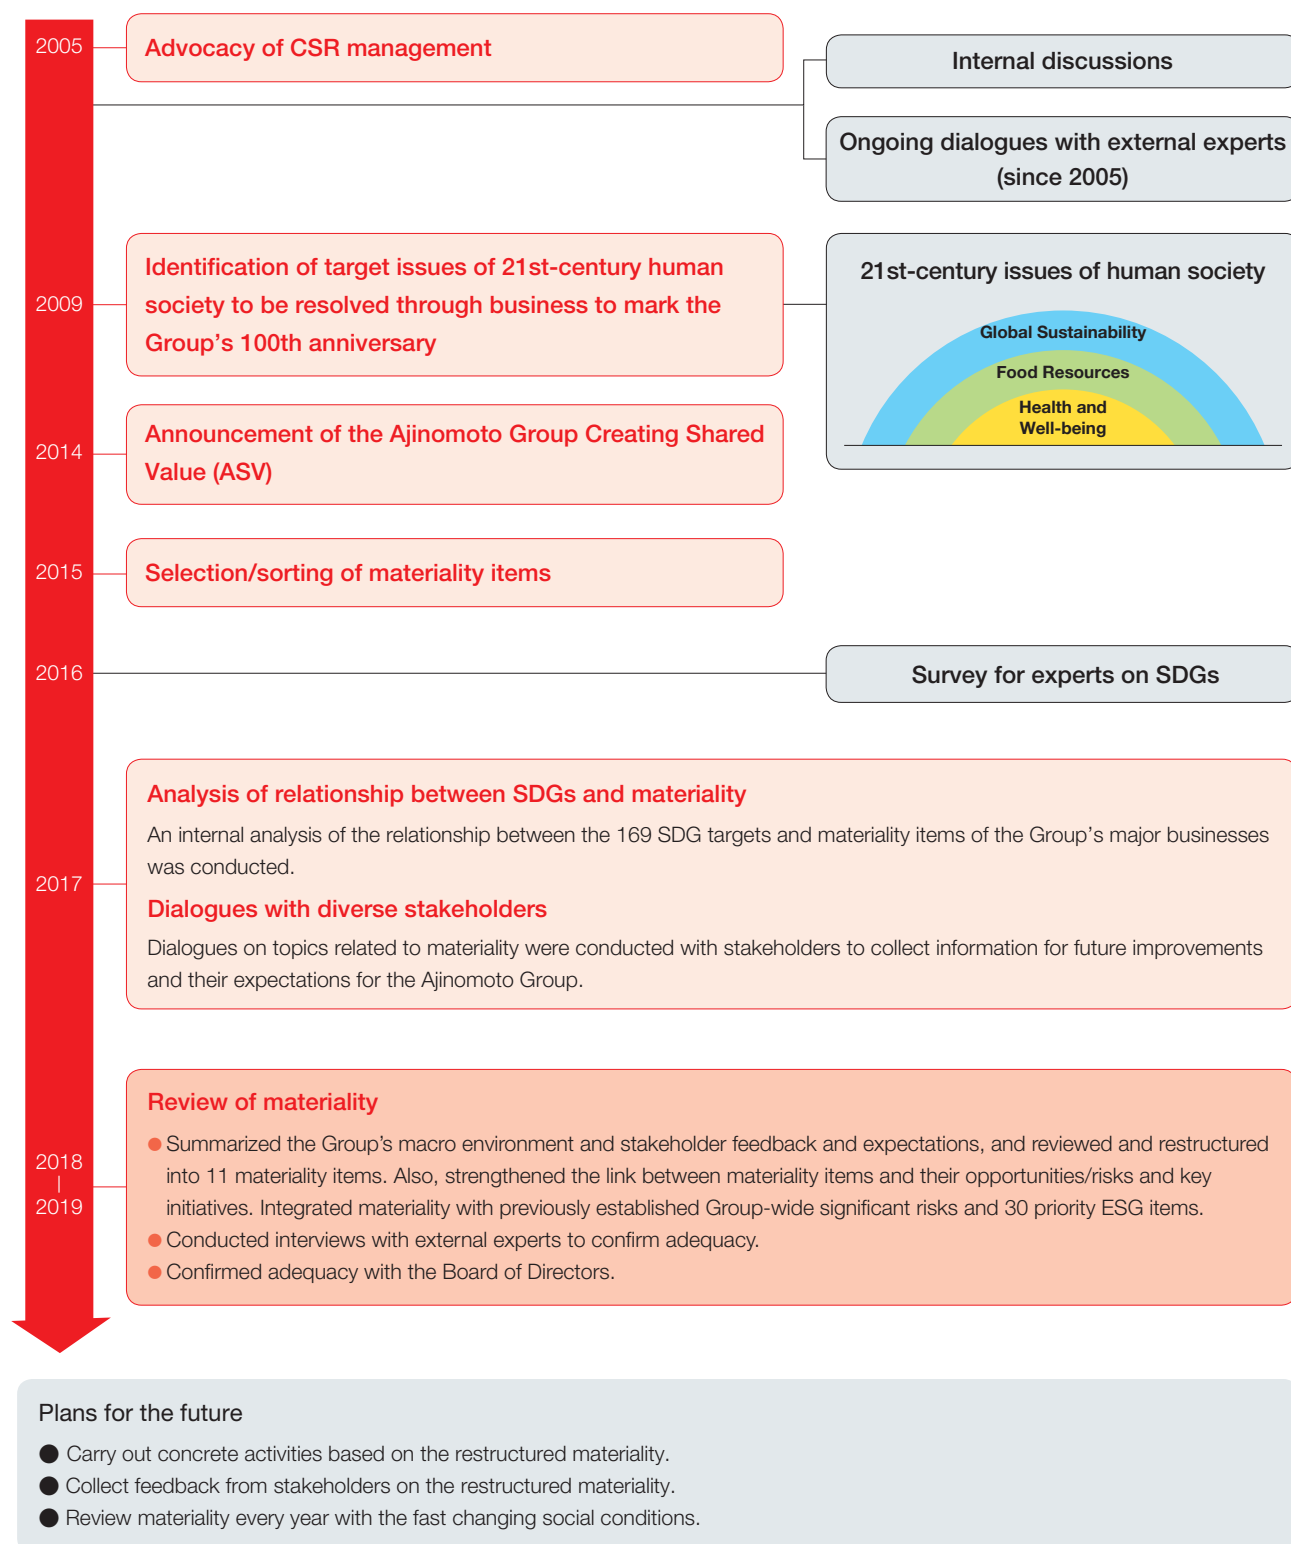 2005
Advocacy of CSR management
Internal discussions
Ongoing dialogues with external experts
(since 2005)
2009
Identification of target issues of 21st-century human
society to be resolved through business to mark the
Group's 100th anniversary
21st-century issues of human society
Global Sustainability
Food Resources
Health and
Well-being
2014
Announcement of the Ajinomoto Group Creating Shared
Value (ASV)
2015
Selection/sorting of materiality items
2016
Survey for experts on SDGs
2017
Analysis of relationship between SDGs and materiality
An internal analysis of the relationship between the 169 SDG targets and materiality items of the Group's major businesses
was conducted.
Dialogues with diverse stakeholders
Dialogues on topics related to materiality were conducted with stakeholders to collect information for future improvements
and their expectations for the Ajinomoto Group.
2018
|
2019
Review of materiality
● Summarized the Group's macro environment and stakeholder feedback and expectations, and reviewed and restructured
into 11 materiality items. Also, strengthened the link between materiality items and their opportunities/risks and key
initiatives. Integrated materiality with previously established Group-wide significant risks and 30 priority ESG items.
● Conducted interviews with external experts to confirm adequacy.
● Confirmed adequacy with the Board of Directors.
Plans for the future
● Carry out concrete activities based on the restructured materiality.
● Collect feedback from stakeholders on the restructured materiality.
● Review materiality every year with the fast changing social conditions.